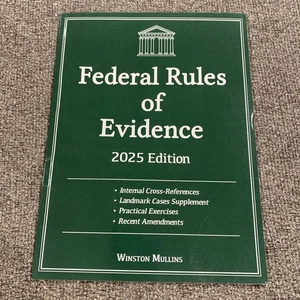 Federal Rules
of
Evidence
2025 Edition
• Internal Cross-References
• Landmark Cases Supplement
• Practical Exercises
• Recent Amendments
Winston Mullins